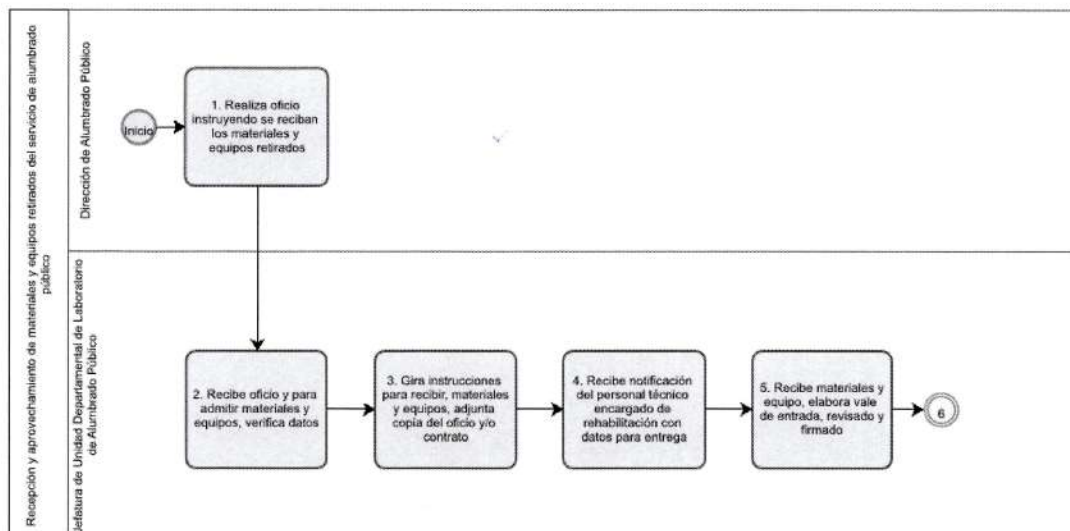 Recepción y aprovechamiento de materiales y equipos retirados del servicio de alumbrado
público
Dirección de Alumbrado Público
Inicio
1. Realiza oficio
instruyendo se reciban
los materiales y
equipos retirados
Jefatura de Unidad Departamental de Laboratorio
de Alumbrado Público
2. Recibe oficio y para
admitir materiales y
equipos, verifica datos
3. Gira instrucciones
para recibir, materiales
y equipos, adjunta
copia del oficio y/o
contrato
4. Recibe notificación
del personal técnico
encargado de
rehabilitación con
datos para entrega
5. Recibe materiales y
equipo, elabora vale
de entrada, revisado y
firmado
6